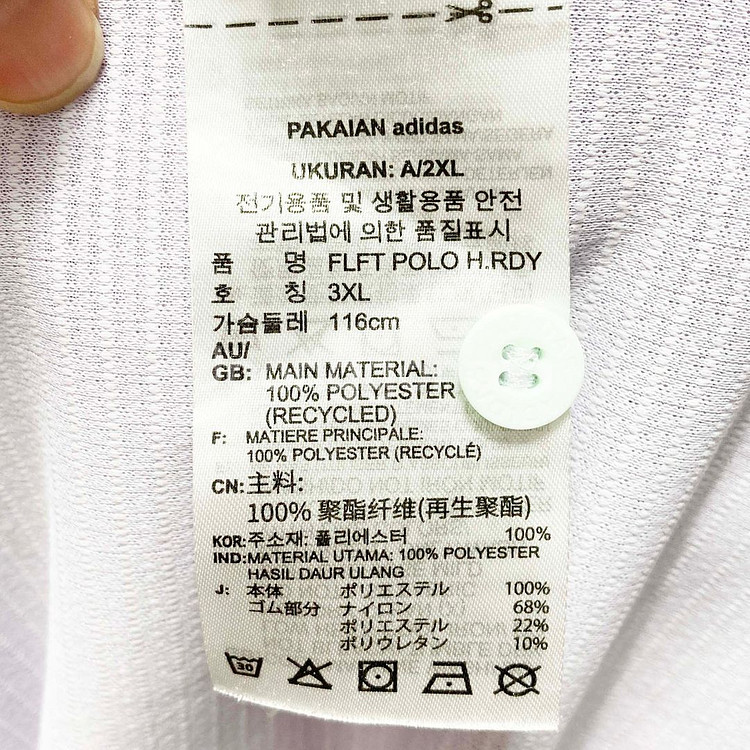 PAKAIAN adidas
UKURAN: A/2XL
전기용품 및 생활용품 안전
관리법에 의한 품질표시
품 명 FLFT POLO H.RDY
호 칭 3XL
가슴둘레 116cm
AU/
GB: MAIN MATERIAL:
100% POLYESTER
(RECYCLED)
F: MATIERE PRINCIPALE:
100% POLYESTER (RECYCLÉ)
CN: 主料:
100% 聚酯纤维(再生聚酯)
KOR: 주소재: 폴리에스터 100%
IND: MATERIAL UTAMA: 100% POLYESTER
HASIL DAUR ULANG
J: 本体 ポリエステル 100%
ゴム部分 ナイロン 68%
ポリエステル 22%
ポリウレタン 10%
30